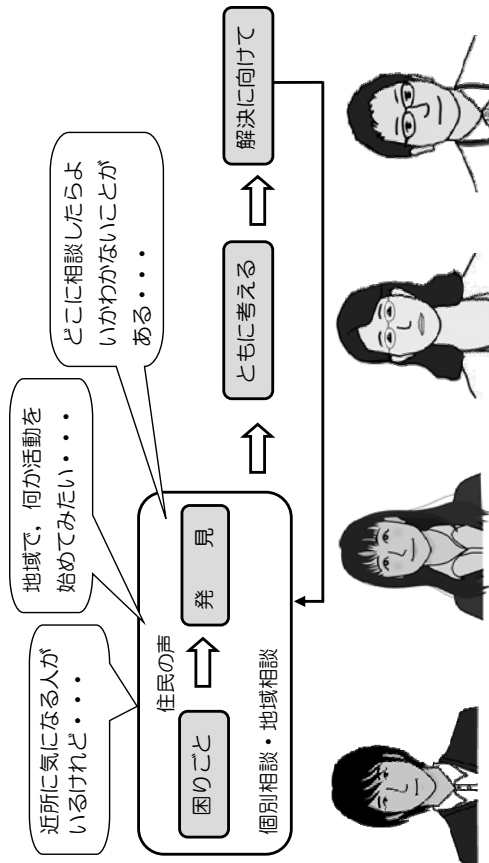 近所に気になる人が
いるけれど・・・
地域で，何か活動を
始めてみたい・・・
どこに相談したらよ
いかわかないことが
ある・・・
住民の声
困りごと
発　見
個別相談・地域相談
ともに考える
解決に向けて